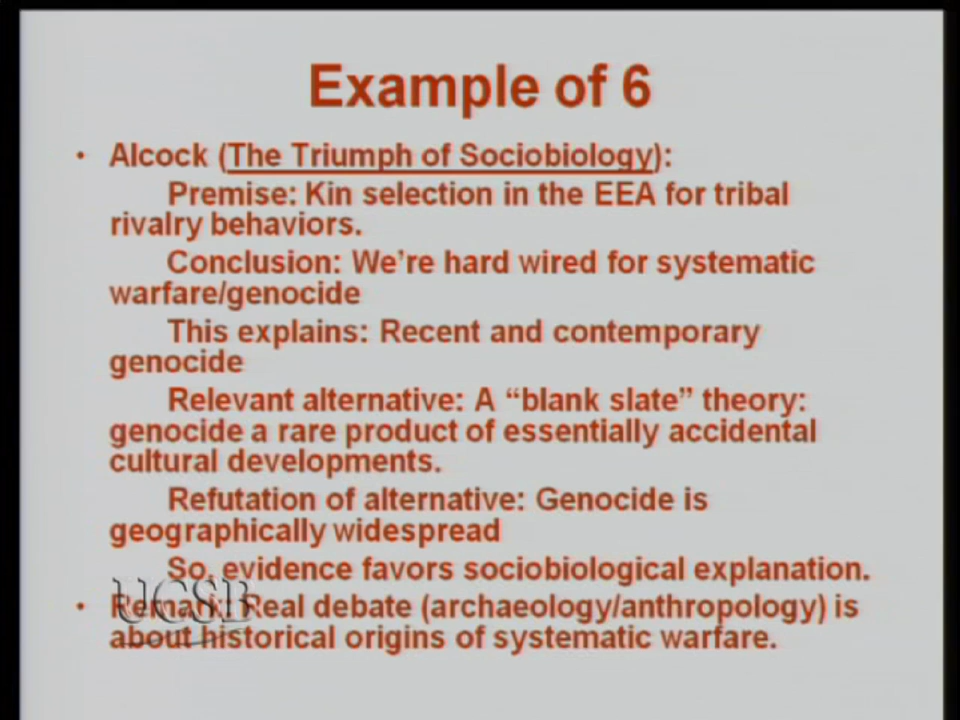 Example of 6
• Alcock (The Triumph of Sociobiology):
Premise: Kin selection in the EEA for tribal
rivalry behaviors.
Conclusion: We’re hard wired for systematic
warfare/genocide
This explains: Recent and contemporary
genocide
Relevant alternative: A “blank slate” theory:
genocide a rare product of essentially accidental
cultural developments.
Refutation of alternative: Genocide is
geographically widespread
So, evidence favors sociobiological explanation.
• Remark: Real debate (archaeology/anthropology) is
about historical origins of systematic warfare.
UCSB